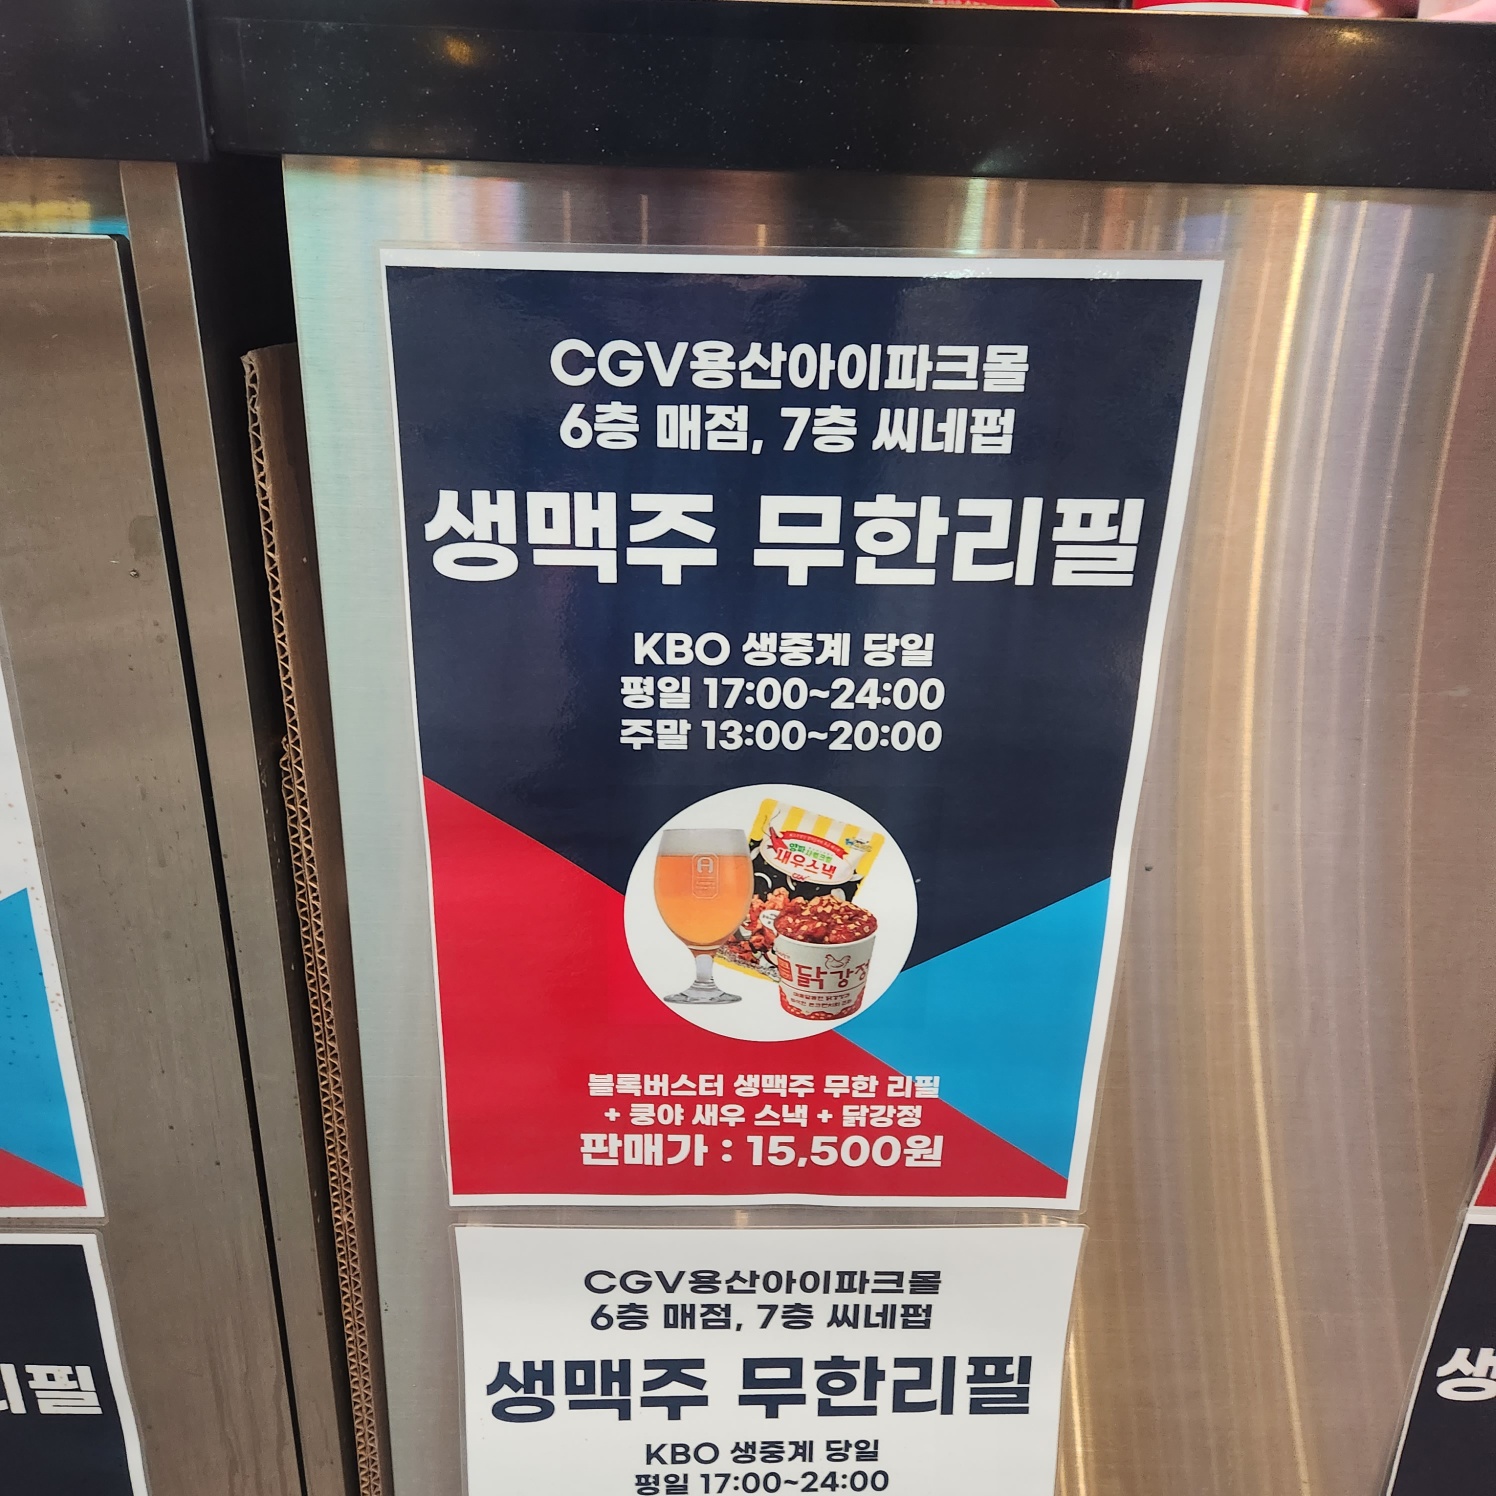 CGV용산아이파크몰
6층 매점, 7층 씨네펍
생맥주 무한리필
KBO 생중계 당일
평일 17:00~24:00
주말 13:00~20:00
새우스낵
닭강정
블록버스터 생맥주 무한 리필
+ 쿵야 새우 스낵 + 닭강정
판매가 : 15,500원
CGV용산아이파크몰
6층 매점, 7층 씨네펍
생맥주 무한리필
KBO 생중계 당일
평일 17:00~24:00
리필
생